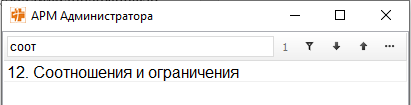 АРМ Администратора
соот 1
12. Соотношения и ограничения